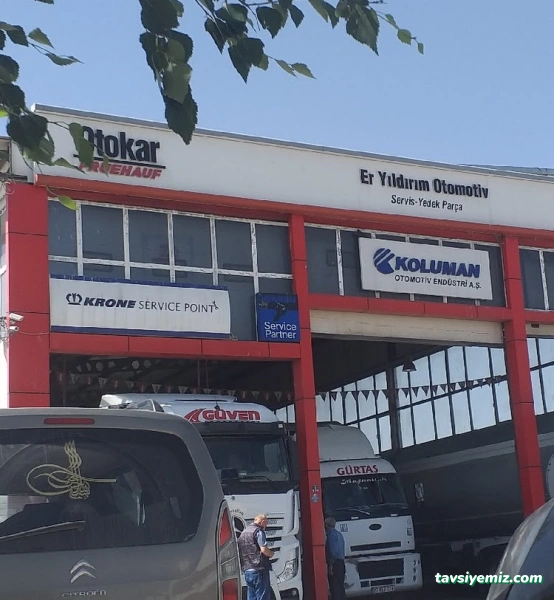 Otokar
FRUEHAUF
Er Yıldırım Otomotiv
Servis-Yedek Parça
KOLUMAN
OTOMOTİV ENDÜSTRİ A.Ş.
KRONE SERVICE POINT
Service
Partner
GÜVEN
GÜRTAŞ
tavsiyemiz.com